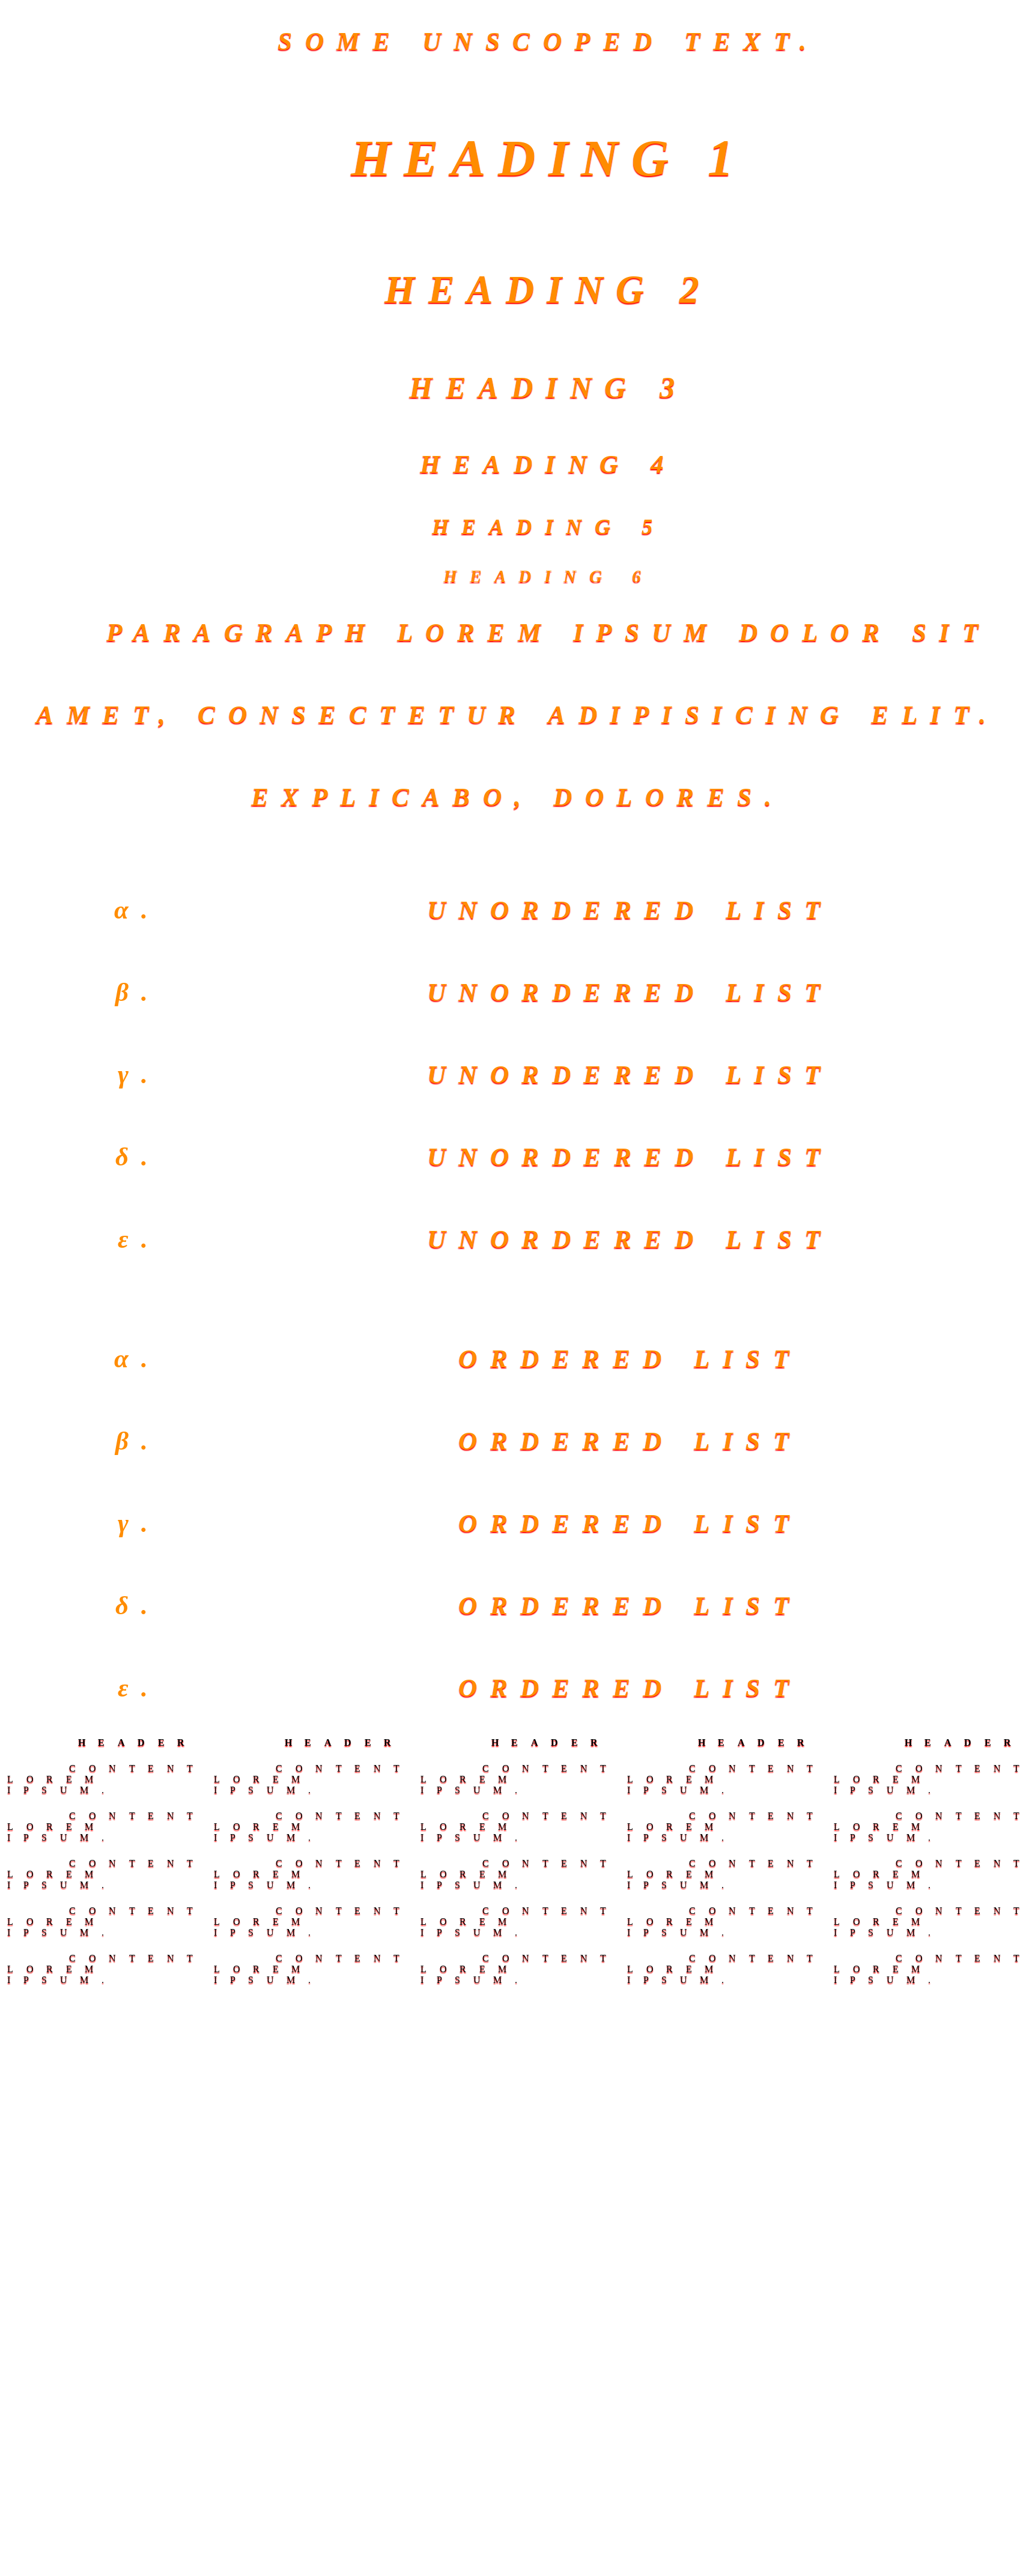 SOME UNSCOPED TEXT.
HEADING 1
HEADING 2
HEADING 3
HEADING 4
HEADING 5
HEADING 6
PARAGRAPH LOREM IPSUM DOLOR SIT
AMET, CONSECTETUR ADIPISICING ELIT.
EXPLICABO, DOLORES.
α. UNORDERED LIST
β. UNORDERED LIST
γ. UNORDERED LIST
δ. UNORDERED LIST
ε. UNORDERED LIST
α. ORDERED LIST
β. ORDERED LIST
γ. ORDERED LIST
δ. ORDERED LIST
ε. ORDERED LIST
HEADER HEADER HEADER HEADER HEADER
CONTENT CONTENT CONTENT CONTENT CONTENT
LOREM LOREM LOREM LOREM LOREM
IPSUM. IPSUM. IPSUM. IPSUM. IPSUM.
CONTENT CONTENT CONTENT CONTENT CONTENT
LOREM LOREM LOREM LOREM LOREM
IPSUM. IPSUM. IPSUM. IPSUM. IPSUM.
CONTENT CONTENT CONTENT CONTENT CONTENT
LOREM LOREM LOREM LOREM LOREM
IPSUM. IPSUM. IPSUM. IPSUM. IPSUM.
CONTENT CONTENT CONTENT CONTENT CONTENT
LOREM LOREM LOREM LOREM LOREM
IPSUM. IPSUM. IPSUM. IPSUM. IPSUM.
CONTENT CONTENT CONTENT CONTENT CONTENT
LOREM LOREM LOREM LOREM LOREM
IPSUM. IPSUM. IPSUM. IPSUM. IPSUM.